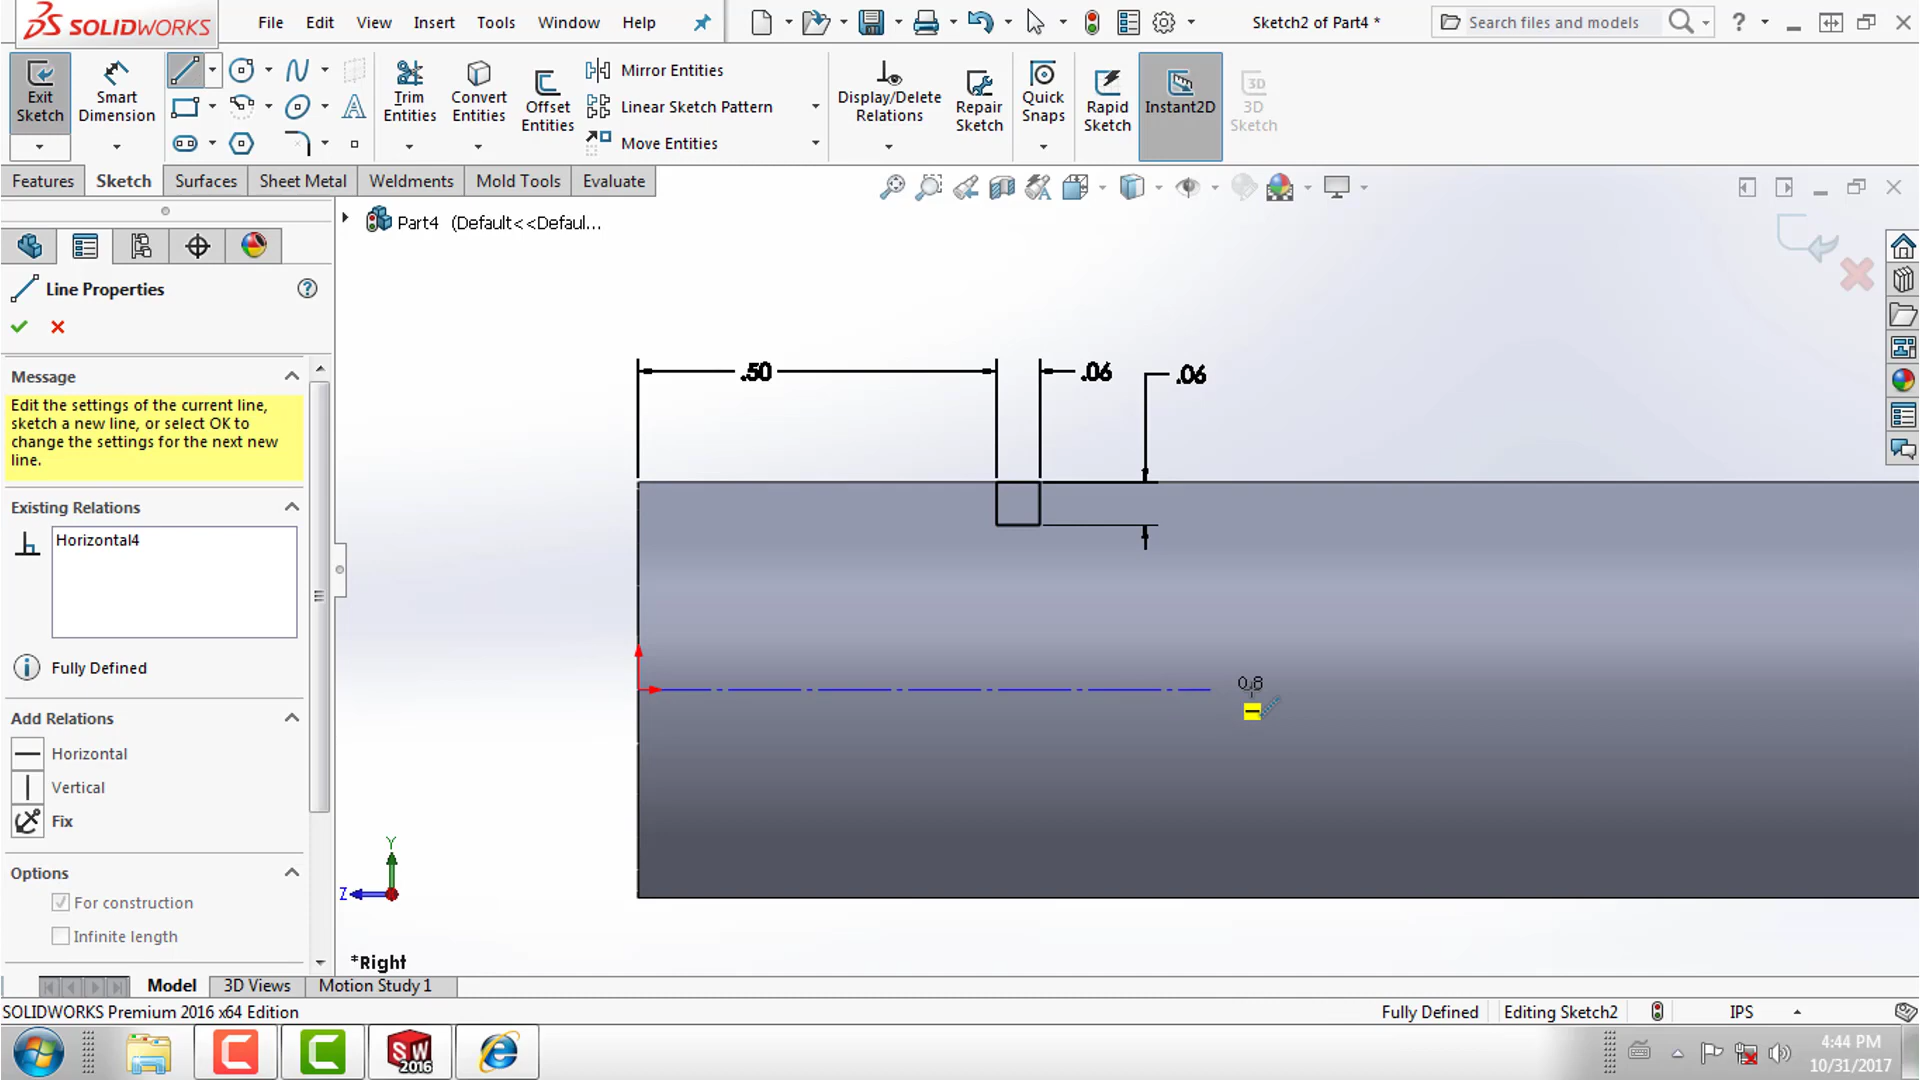 SOLIDWORKS
File Edit View Insert Tools Window Help
Sketch2 of Part4 *
Search files and models
Exit Sketch
Smart Dimension
Trim Entities
Convert Entities
Offset Entities
Mirror Entities
Linear Sketch Pattern
Move Entities
Display/Delete Relations
Repair Sketch
Quick Snaps
Rapid Sketch
Instant2D
3D Sketch
Features Sketch Surfaces Sheet Metal Weldments Mold Tools Evaluate
Part4 (Default<<Defaul...
Line Properties
Message
Edit the settings of the current line,
sketch a new line, or select OK to
change the settings for the next new
line.
Existing Relations
Horizontal4
Fully Defined
Add Relations
Horizontal
Vertical
Fix
Options
For construction
Infinite length
.50
.06
.06
0.8
Y
Z
*Right
Model 3D Views Motion Study 1
SOLIDWORKS Premium 2016 x64 Edition
Fully Defined Editing Sketch2 IPS
SW 2016
4:44 PM
10/31/2017